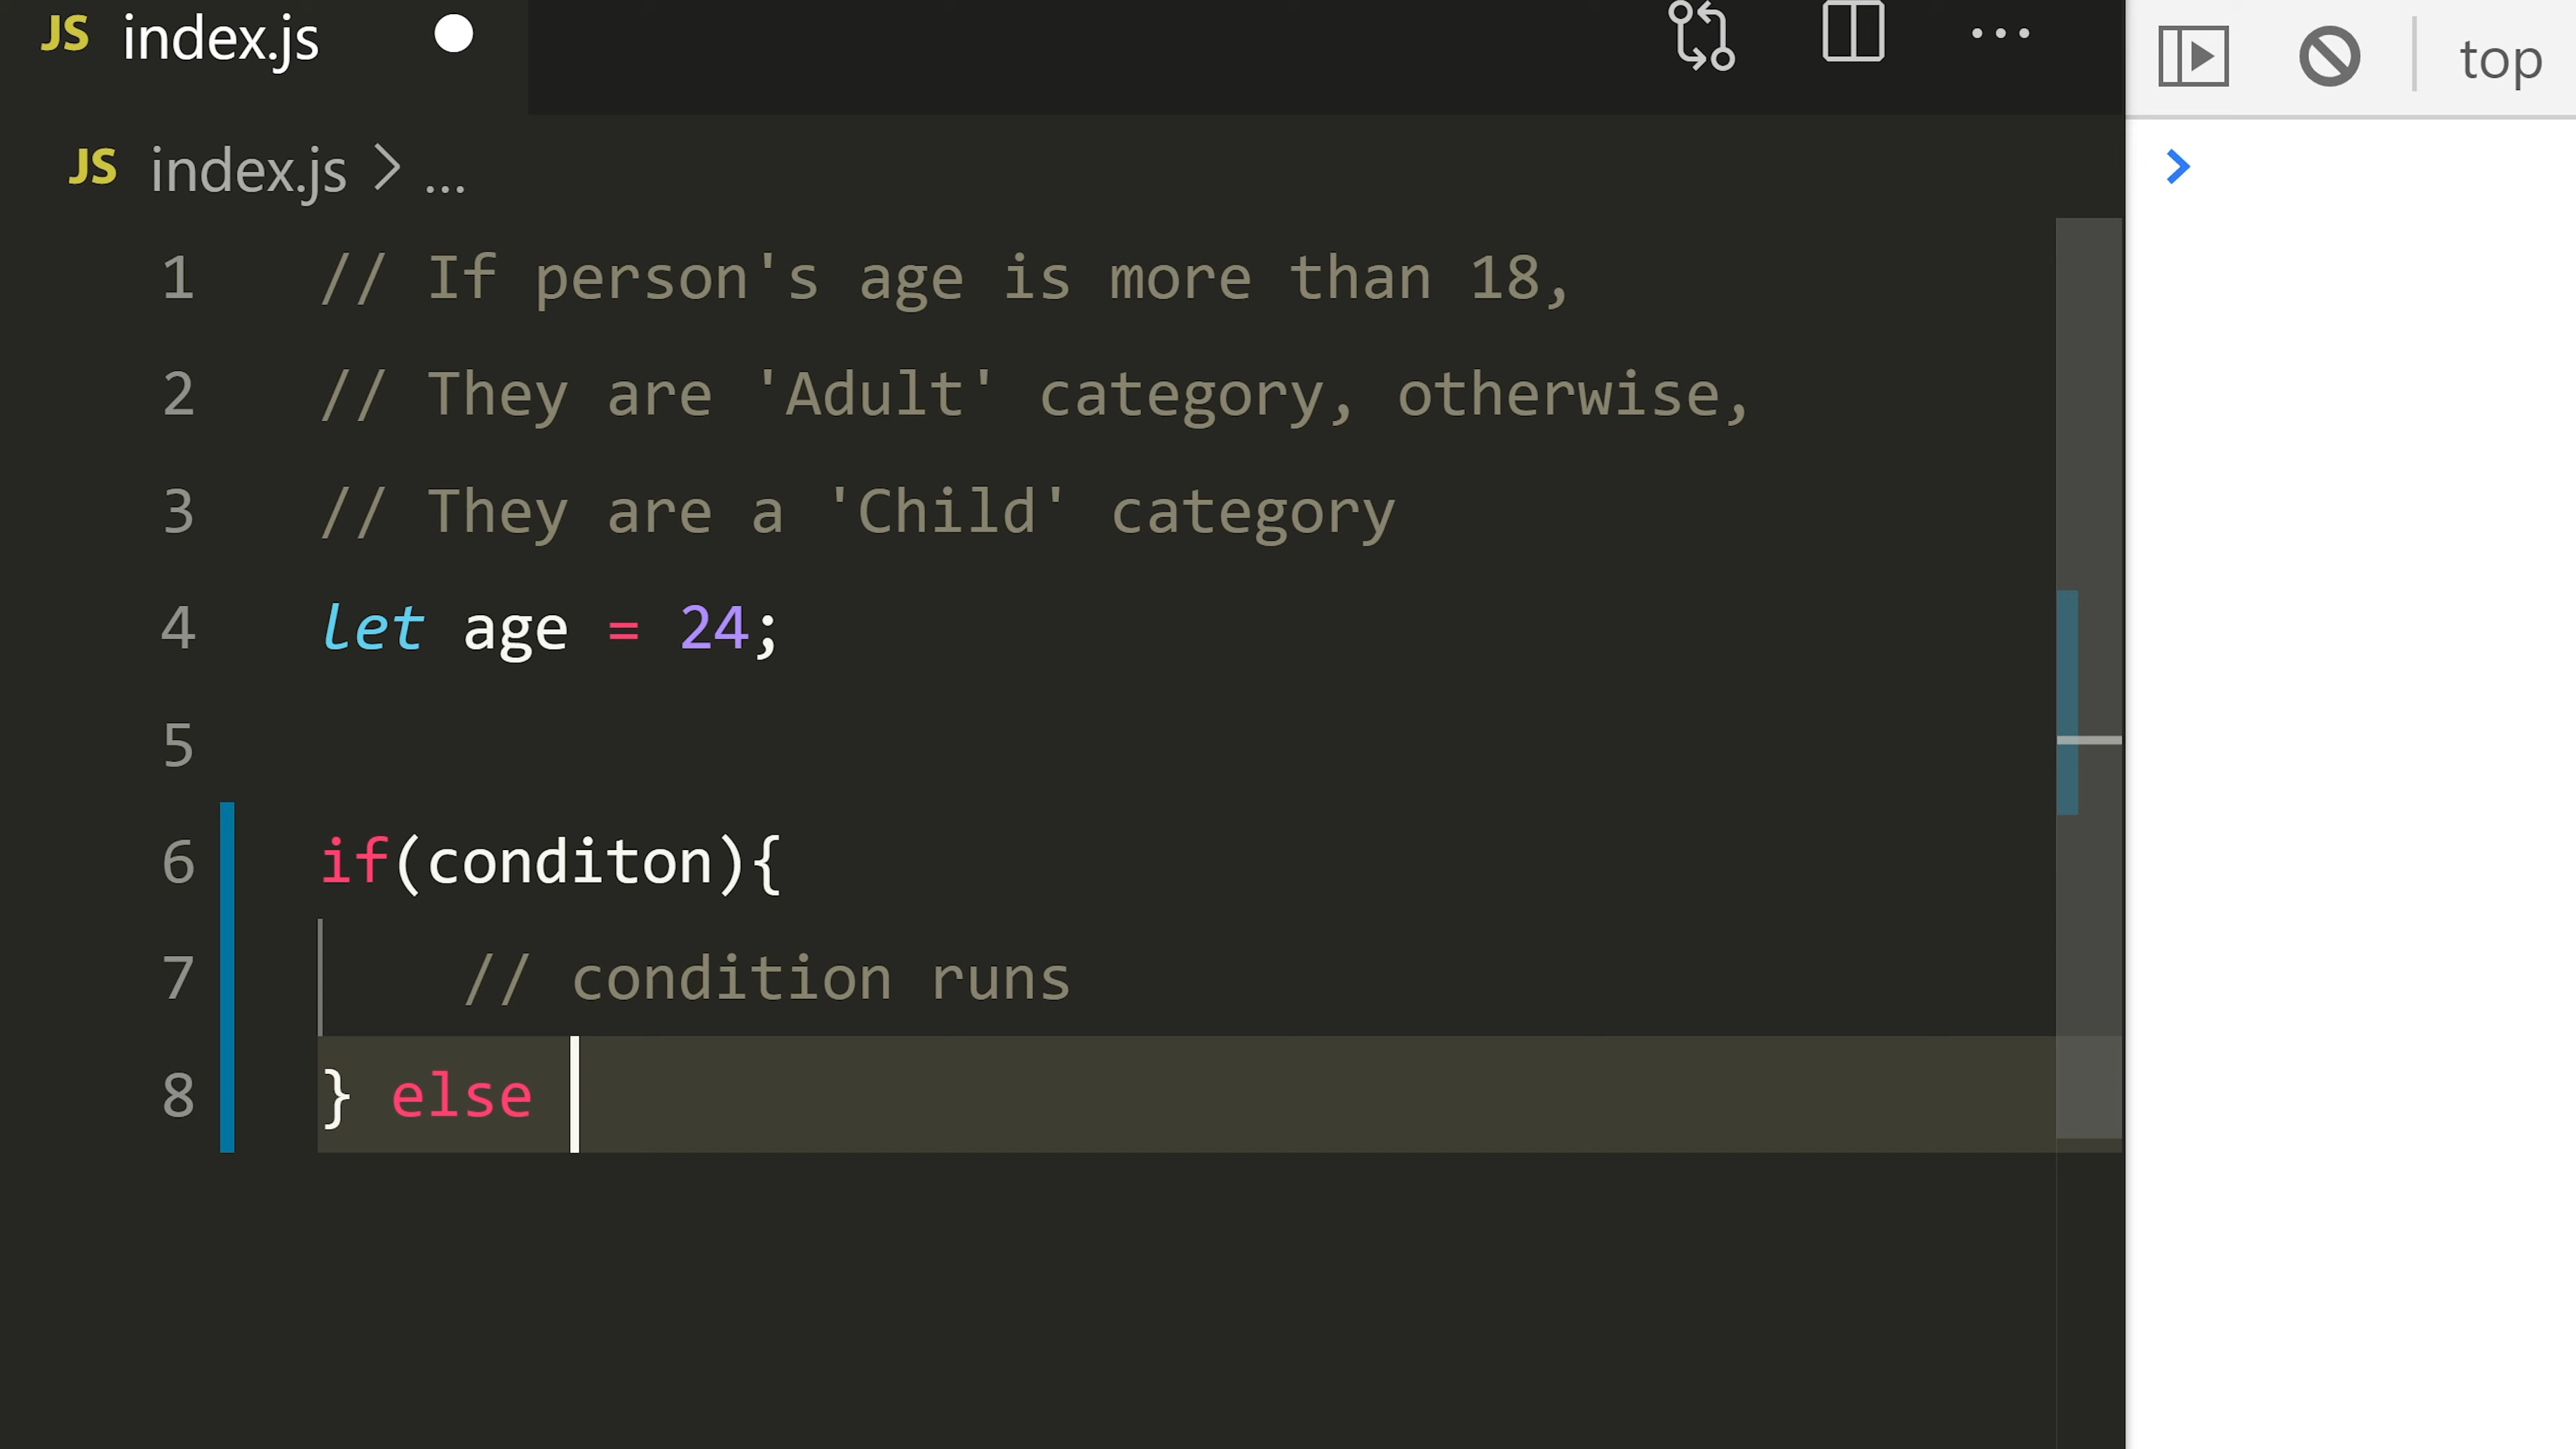 JS index.js
top
JS index.js > ...
1 // If person's age is more than 18,
2 // They are 'Adult' category, otherwise,
3 // They are a 'Child' category
4 let age = 24;
5
6 if(conditon){
7 // condition runs
8 } else